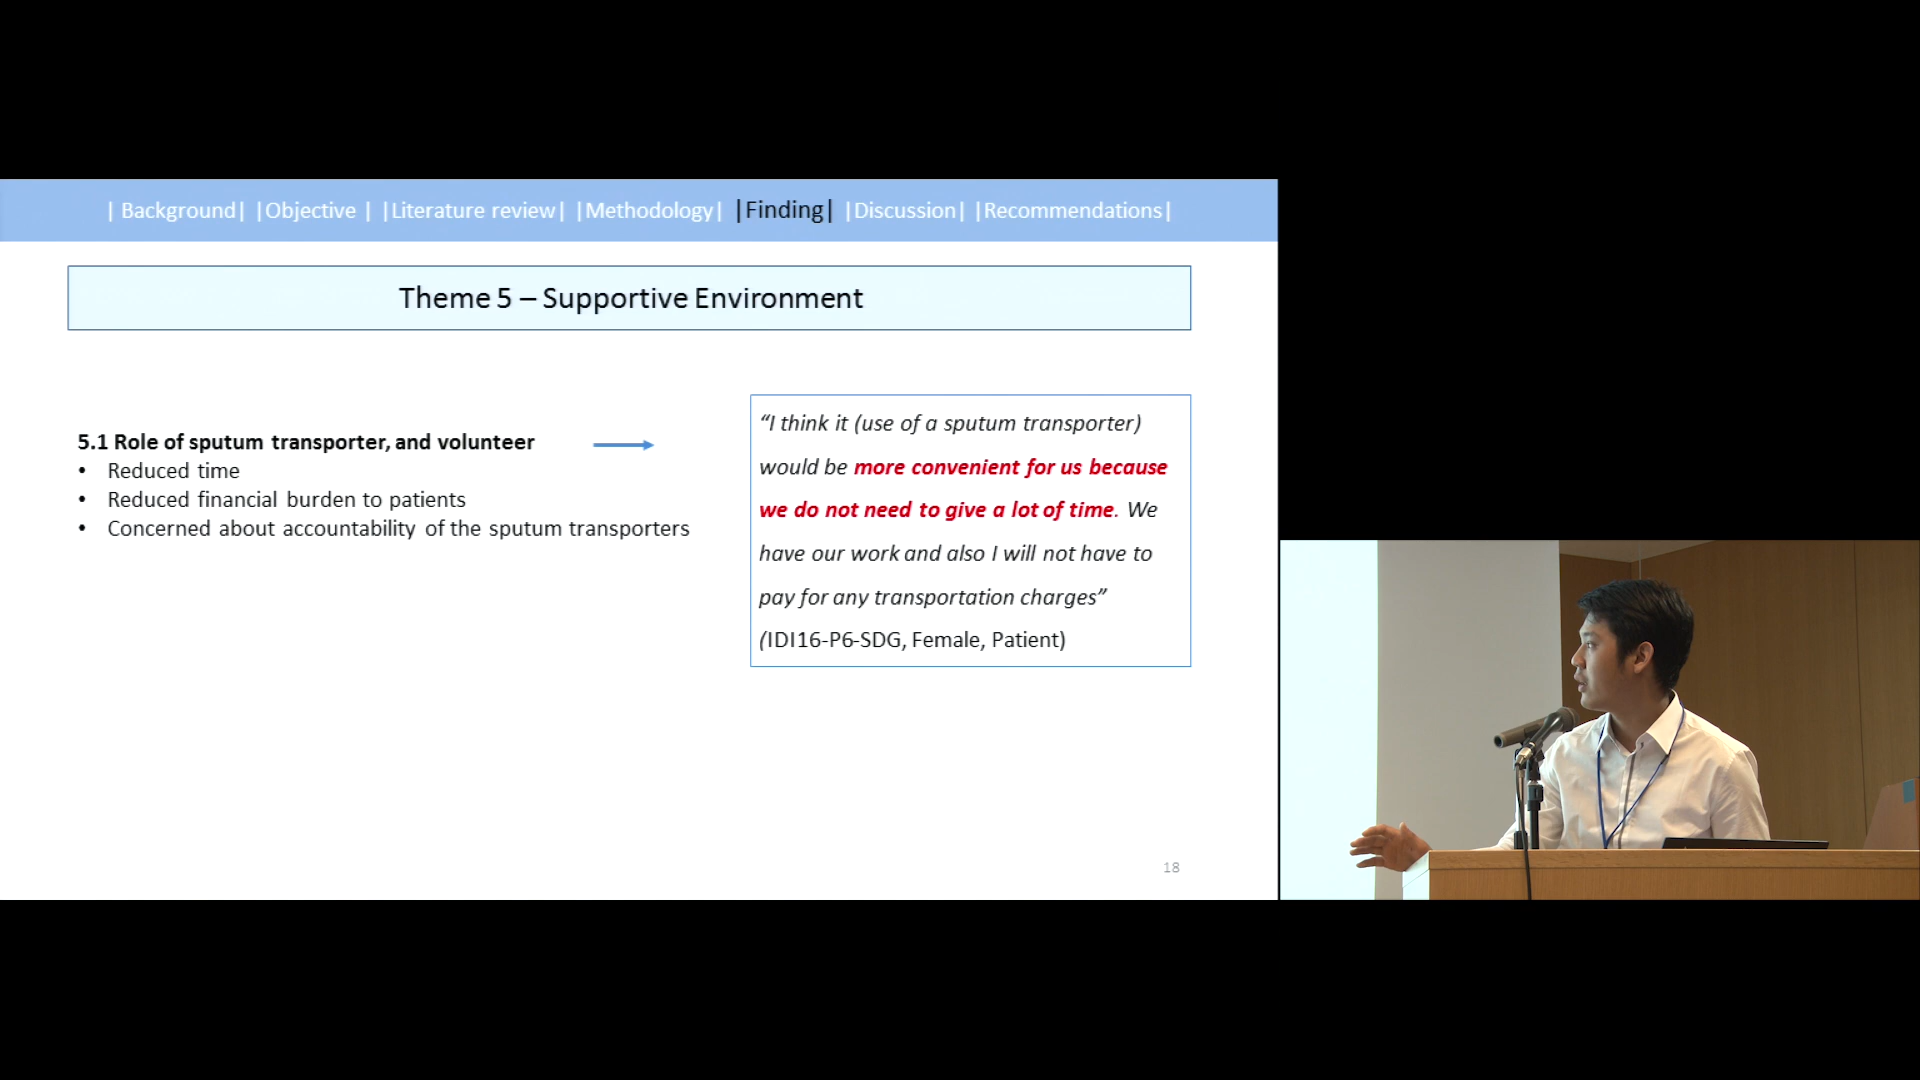 | Background| |Objective | |Literature review| |Methodology| |Finding| |Discussion| |Recommendations|
Theme 5 – Supportive Environment
5.1 Role of sputum transporter, and volunteer
• Reduced time
• Reduced financial burden to patients
• Concerned about accountability of the sputum transporters
“I think it (use of a sputum transporter)
would be more convenient for us because
we do not need to give a lot of time. We
have our work and also I will not have to
pay for any transportation charges”
(IDI16-P6-SDG, Female, Patient)
18